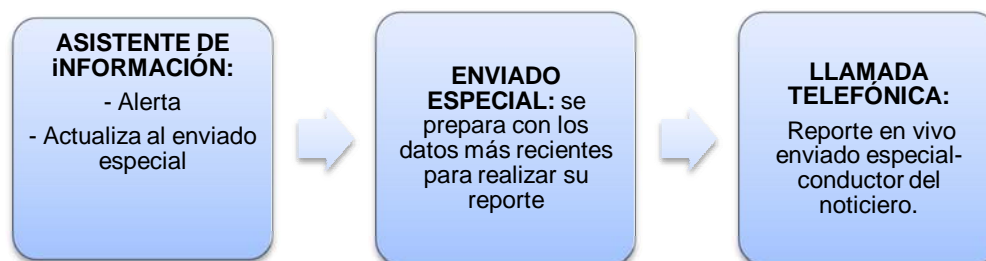 ASISTENTE DE
iNFORMACIÓN:
- Alerta
- Actualiza al enviado
especial
ENVIADO
ESPECIAL: se
prepara con los
datos más recientes
para realizar su
reporte
LLAMADA
TELEFÓNICA:
Reporte en vivo
enviado especial-
conductor del
noticiero.